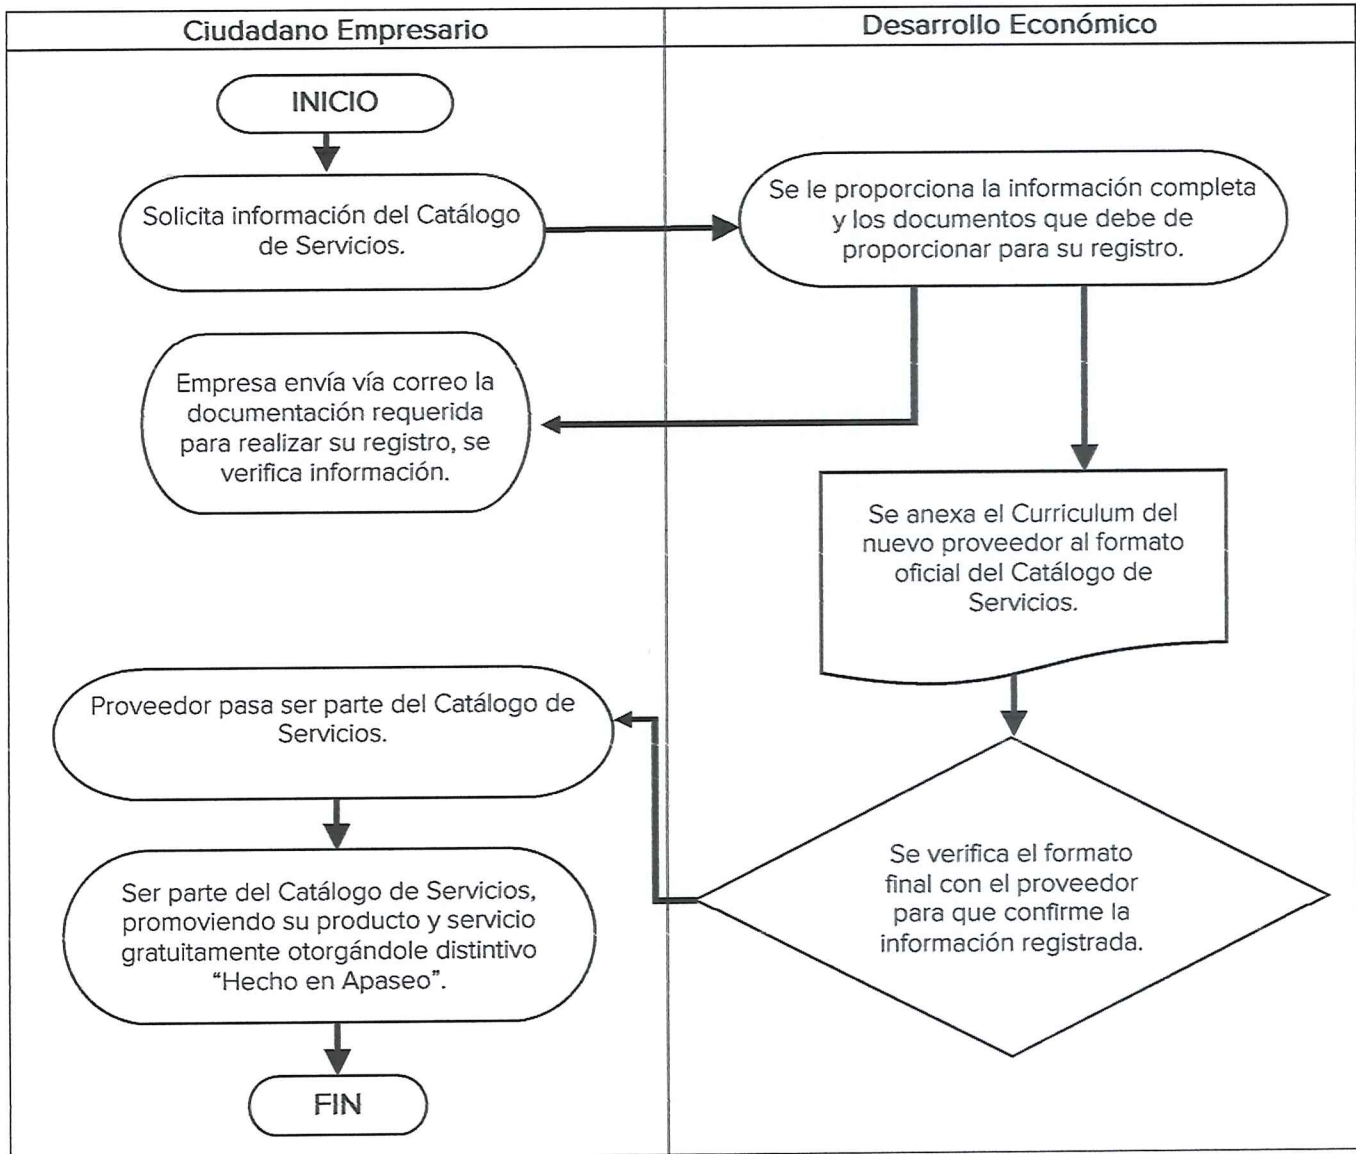 Ciudadano Empresario
Desarrollo Económico
INICIO
Solicita información del Catálogo
de Servicios.
Se le proporciona la información completa
y los documentos que debe de
proporcionar para su registro.
Empresa envía vía correo la
documentación requerida
para realizar su registro, se
verifica información.
Se anexa el Curriculum del
nuevo proveedor al formato
oficial del Catálogo de
Servicios.
Proveedor pasa ser parte del Catálogo de
Servicios.
Se verifica el formato
final con el proveedor
para que confirme la
información registrada.
Ser parte del Catálogo de Servicios,
promoviendo su producto y servicio
gratuitamente otorgándole distintivo
“Hecho en Apaseo”.
FIN